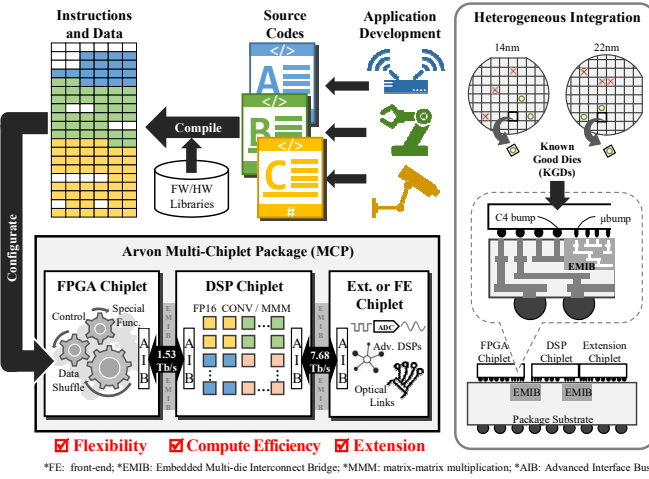 Instructions
and Data
Source
Codes
Application
Development
</>
A
</>
B
</>
C
#
Compile
FW/HW
Libraries
Configurate
Arvon Multi-Chiplet Package (MCP)
FPGA Chiplet
Control
Special
Func.
Data
Shuffle
AIB
EMIB
1.53
Tb/s
EMIB
DSP Chiplet
FP16 CONV / MMM
AIB
EMIB
7.68
Tb/s
EMIB
Ext. or FE
Chiplet
AIB
ADC
Adv. DSPs
Optical
Links
Flexibility
Compute Efficiency
Extension
Heterogeneous Integration
14nm
22nm
Known
Good Dies
(KGDs)
C4 bump
µbump
EMIB
FPGA
Chiplet
DSP
Chiplet
Extension
Chiplet
EMIB
EMIB
Package Substrate
*FE: front-end; *EMIB: Embedded Multi-die Interconnect Bridge; *MMM: matrix-matrix multiplication; *AIB: Advanced Interface Bus